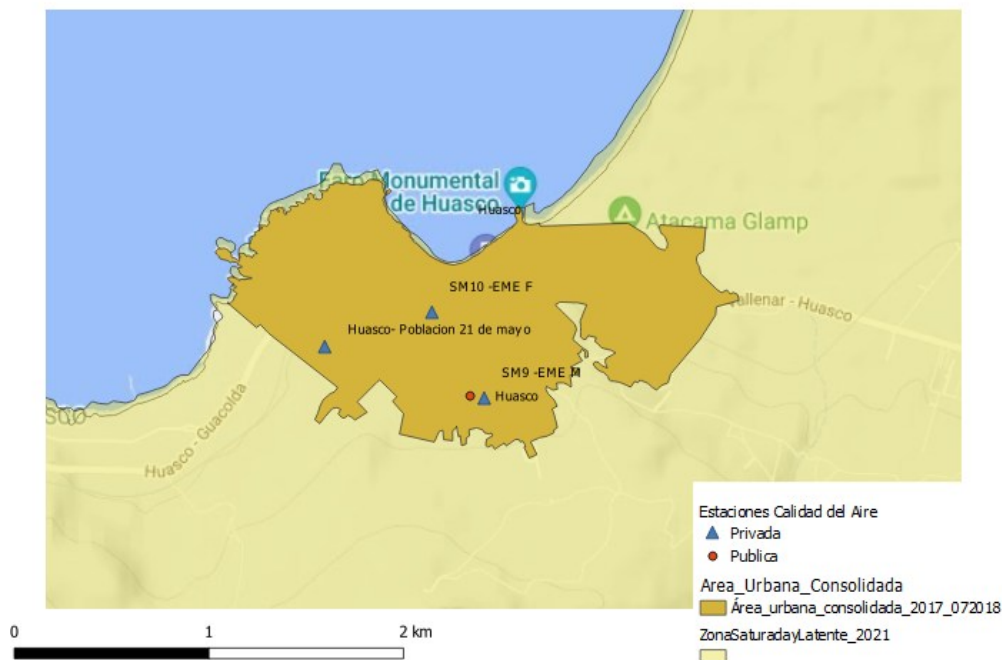 Faro Monumental
de Huasco
Huasco
Atacama Glamp
SM10 -EME F
Huasco- Poblacion 21 de mayo
SM9 -EME M
Huasco
Vallenar - Huasco
Huasco - Guacolda
Estaciones Calidad del Aire
Privada
Publica
Area_Urbana_Consolidada
Área_urbana_consolidada_2017_072018
ZonaSaturadayLatente_2021
0 1 2 km